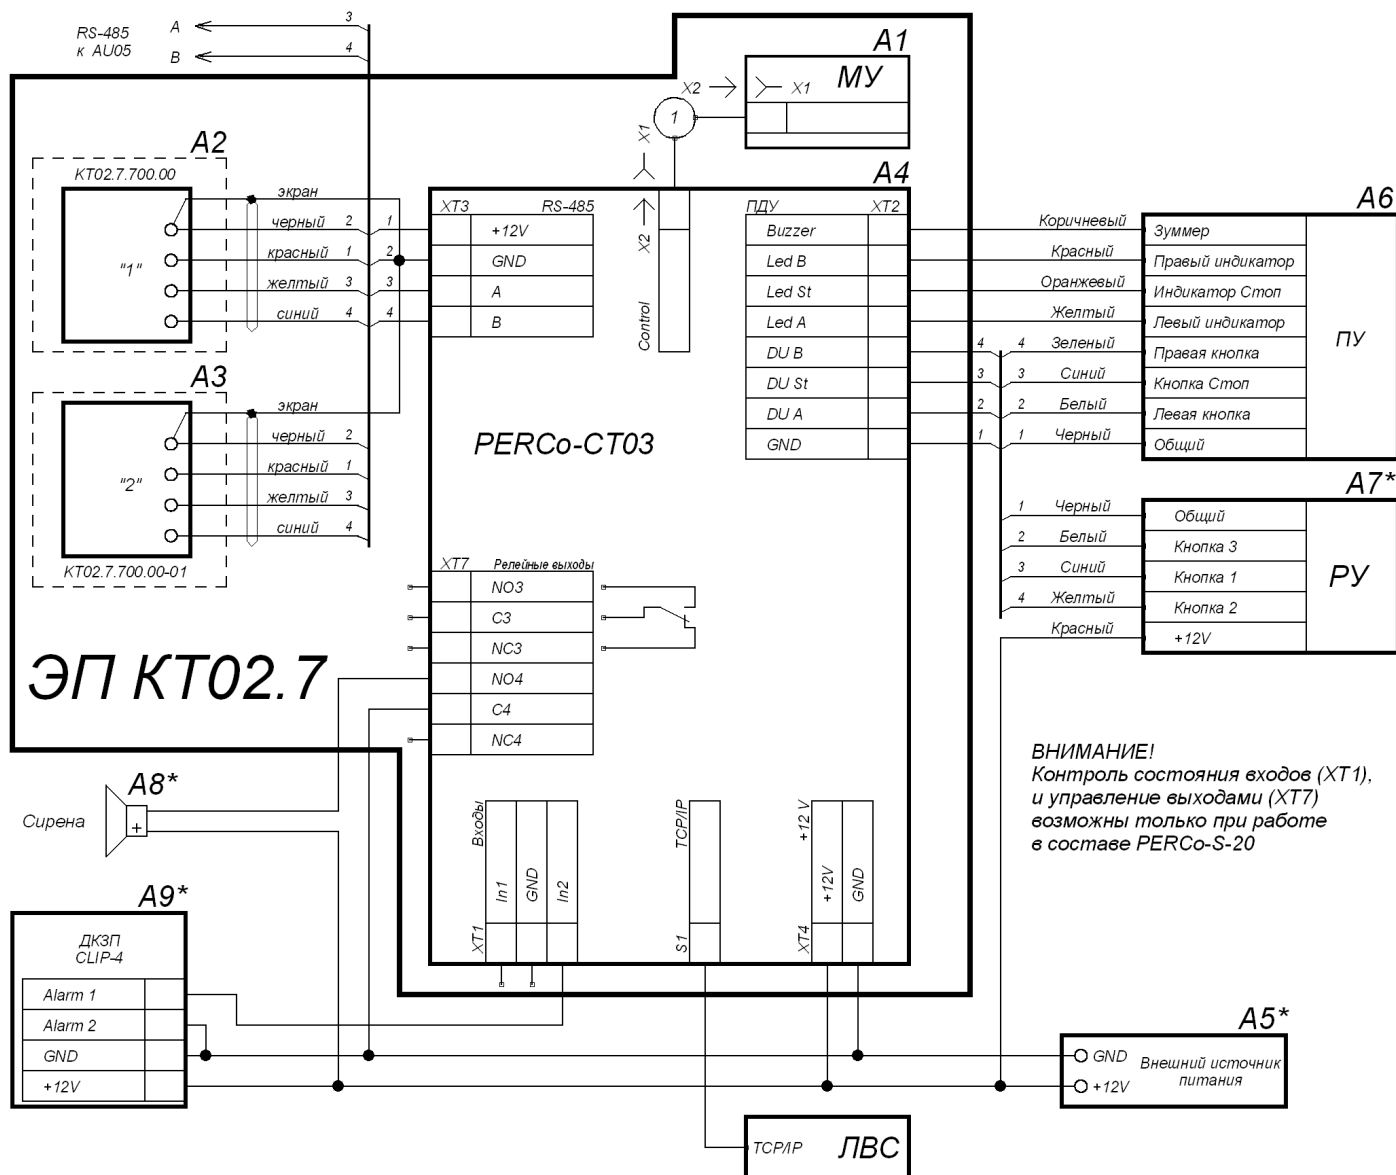 RS-485
к AU05
A
B
3
4
A1
МУ
X2
X1
1
X1
X2
Control
A2
КТ02.7.700.00
"1"
экран
черный 2 1
красный 1 2
желтый 3 3
синий 4 4
A3
"2"
КТ02.7.700.00-01
экран
черный 2
красный 1
желтый 3
синий 4
A4
XT3 RS-485
+12V
GND
A
B
ПДУ XT2
Buzzer
Led B
Led St
Led A
DU B
DU St
DU A
GND
PERCo-CT03
XT7 Релейные выходы
NO3
C3
NC3
NO4
C4
NC4
ЭП КТ02.7
A6
Коричневый Зуммер
Красный Правый индикатор
Оранжевый Индикатор Стоп
Желтый Левый индикатор
4 4 Зеленый Правая кнопка
3 3 Синий Кнопка Стоп
2 2 Белый Левая кнопка
1 1 Черный Общий
ПУ
A7*
1 Черный Общий
2 Белый Кнопка 3
3 Синий Кнопка 1
4 Желтый Кнопка 2
Красный +12V
РУ
ВНИМАНИЕ!
Контроль состояния входов (XT1),
и управление выходами (XT7)
возможны только при работе
в составе PERCo-S-20
A8*
Сирена
+
Входы
In1
GND
In2
XT1
TCP/IP
S1
+12 V
+12V
GND
XT4
A9*
ДКЗП
CLIP-4
Alarm 1
Alarm 2
GND
+12V
A5*
GND
+12V
Внешний источник
питания
TCP/IP ЛВС